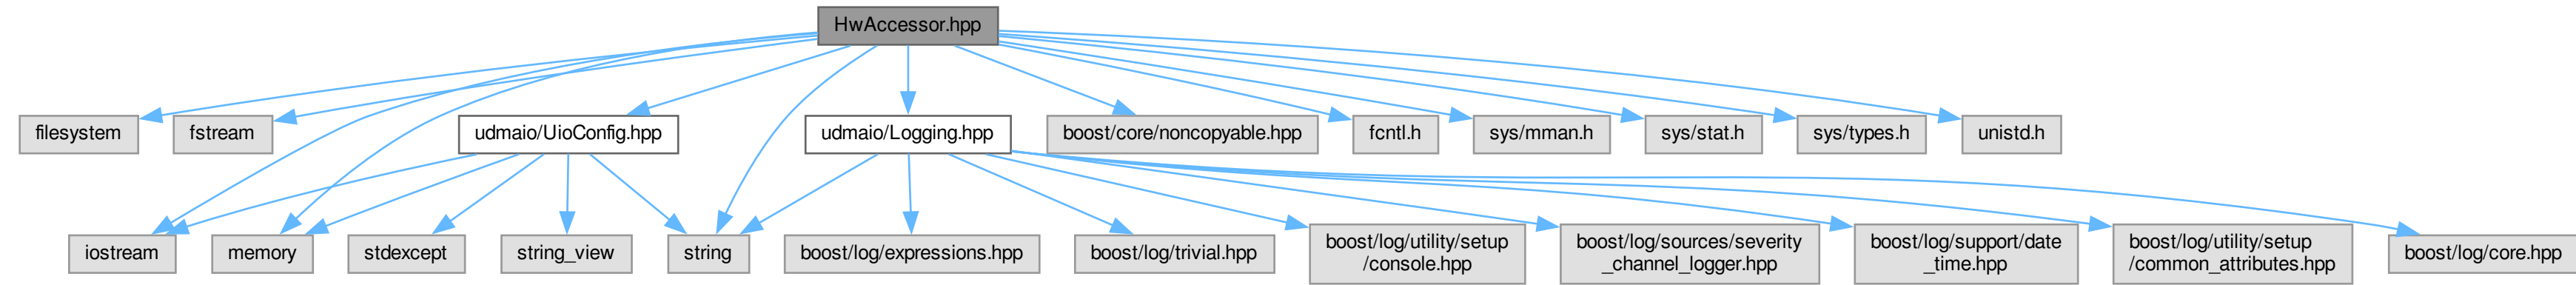 HwAccessor.hpp
filesystem
fstream
udmaio/UioConfig.hpp
udmaio/Logging.hpp
boost/core/noncopyable.hpp
fcntl.h
sys/mman.h
sys/stat.h
sys/types.h
unistd.h
iostream
memory
stdexcept
string_view
string
boost/log/expressions.hpp
boost/log/trivial.hpp
boost/log/utility/setup
/console.hpp
boost/log/sources/severity
_channel_logger.hpp
boost/log/support/date
_time.hpp
boost/log/utility/setup
/common_attributes.hpp
boost/log/core.hpp